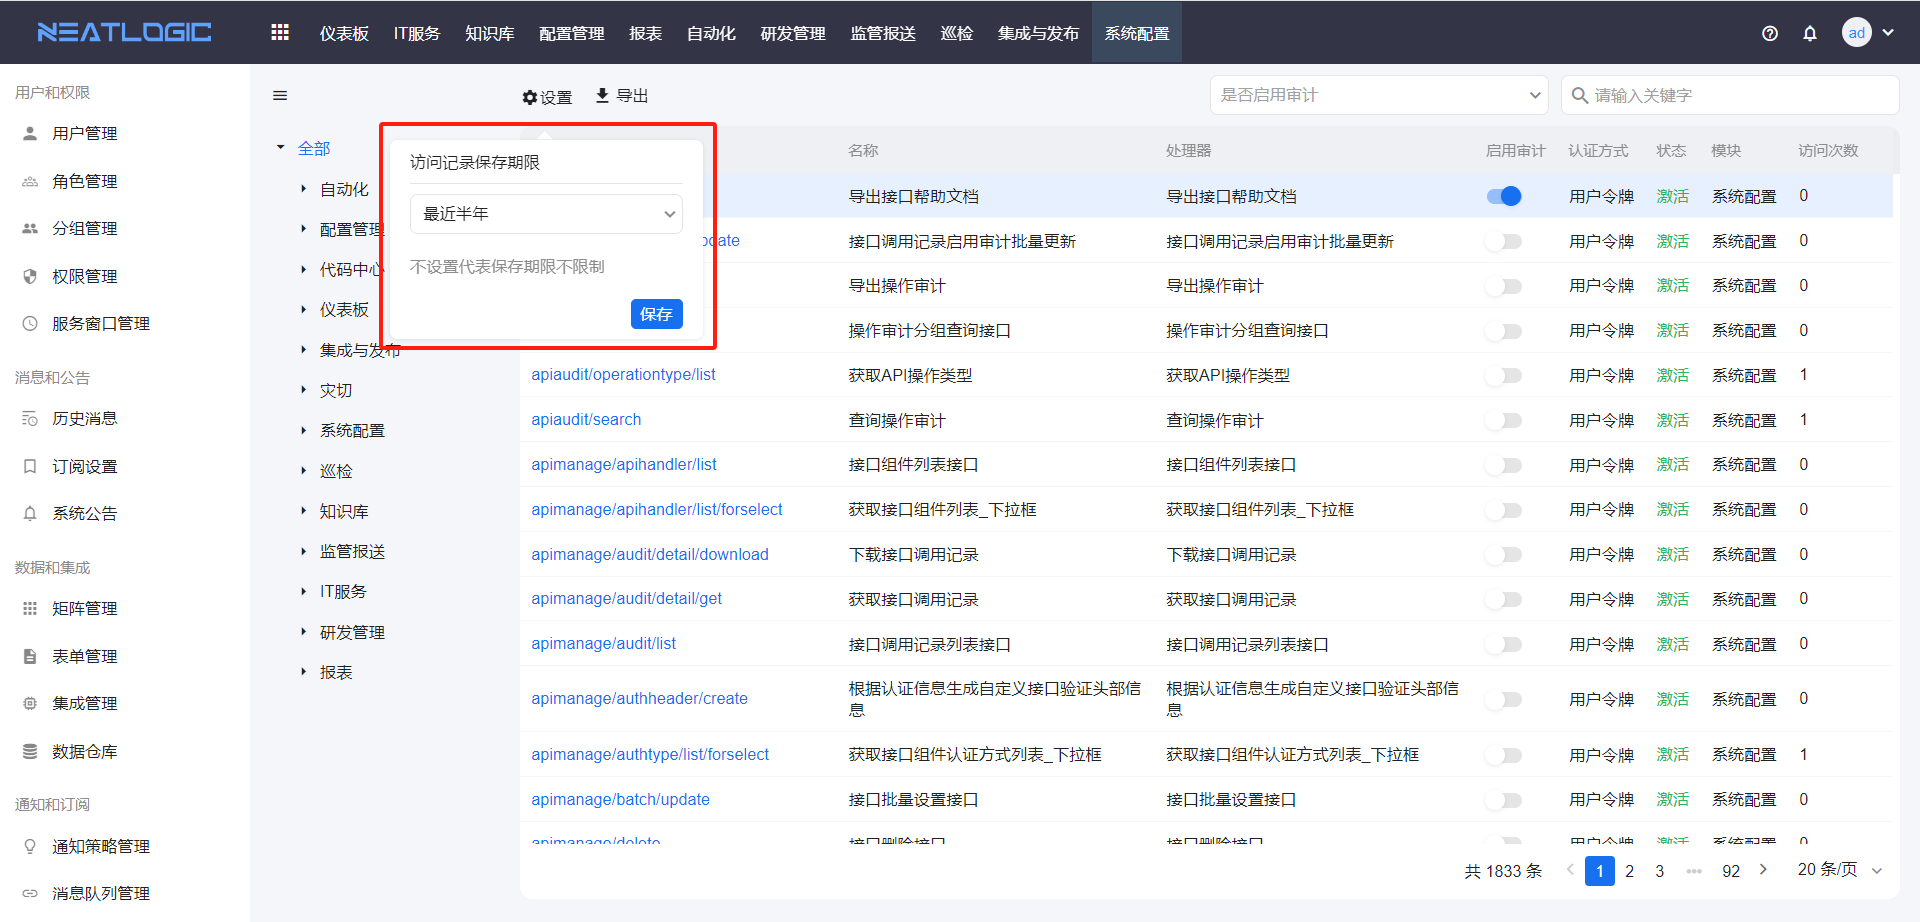 NEATLOGIC
仪表板 IT服务 知识库 配置管理 报表 自动化 研发管理 监管报送 巡检 集成与发布 系统配置
ad
用户和权限
用户管理
角色管理
分组管理
权限管理
服务窗口管理
消息和公告
历史消息
订阅设置
系统公告
数据和集成
矩阵管理
表单管理
集成管理
数据仓库
通知和订阅
通知策略管理
消息队列管理
设置 导出
是否启用审计
请输入关键字
全部
自动化
配置管理
代码中心
仪表板
集成与发布
灾切
系统配置
巡检
知识库
监管报送
IT服务
研发管理
报表
访问记录保存期限
最近半年
不设置代表保存期限不限制
保存
名称 处理器 启用审计 认证方式 状态 模块 访问次数
导出接口帮助文档 导出接口帮助文档 用户令牌 激活 系统配置 0
date 接口调用记录启用审计批量更新 接口调用记录启用审计批量更新 用户令牌 激活 系统配置 0
导出操作审计 导出操作审计 用户令牌 激活 系统配置 0
操作审计分组查询接口 操作审计分组查询接口 用户令牌 激活 系统配置 0
apiaudit/operationtype/list 获取API操作类型 获取API操作类型 用户令牌 激活 系统配置 1
apiaudit/search 查询操作审计 查询操作审计 用户令牌 激活 系统配置 1
apimanage/apihandler/list 接口组件列表接口 接口组件列表接口 用户令牌 激活 系统配置 0
apimanage/apihandler/list/forselect 获取接口组件列表_下拉框 获取接口组件列表_下拉框 用户令牌 激活 系统配置 0
apimanage/audit/detail/download 下载接口调用记录 下载接口调用记录 用户令牌 激活 系统配置 0
apimanage/audit/detail/get 获取接口调用记录 获取接口调用记录 用户令牌 激活 系统配置 0
apimanage/audit/list 接口调用记录列表接口 接口调用记录列表接口 用户令牌 激活 系统配置 0
apimanage/authheader/create 根据认证信息生成自定义接口验证头部信息 根据认证信息生成自定义接口验证头部信息 用户令牌 激活 系统配置 0
apimanage/authtype/list/forselect 获取接口组件认证方式列表_下拉框 获取接口组件认证方式列表_下拉框 用户令牌 激活 系统配置 1
apimanage/batch/update 接口批量设置接口 接口批量设置接口 用户令牌 激活 系统配置 0
apimanage/delete 接口删除接口 接口删除接口 用户令牌 激活 系统配置 0
共 1833 条 1 2 3 ••• 92 20 条/页